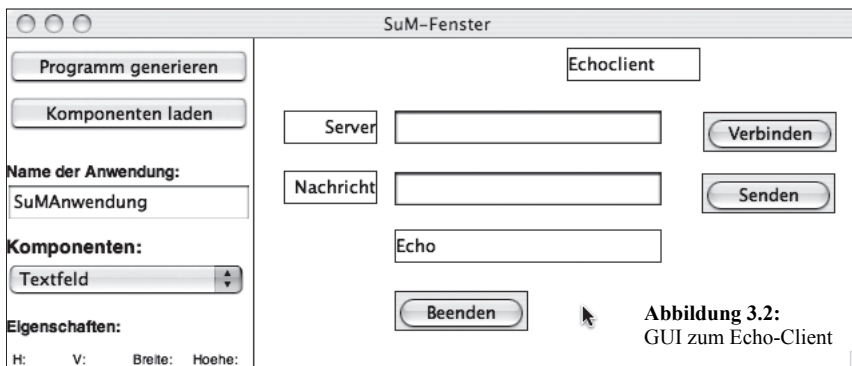 SuM-Fenster
Programm generieren
Komponenten laden
Name der Anwendung:
SuMAnwendung
Komponenten:
Textfeld
Eigenschaften:
H: V: Breite: Hoehe:
Echoclient
Server
Verbinden
Nachricht
Senden
Echo
Beenden
Abbildung 3.2:
GUI zum Echo-Client